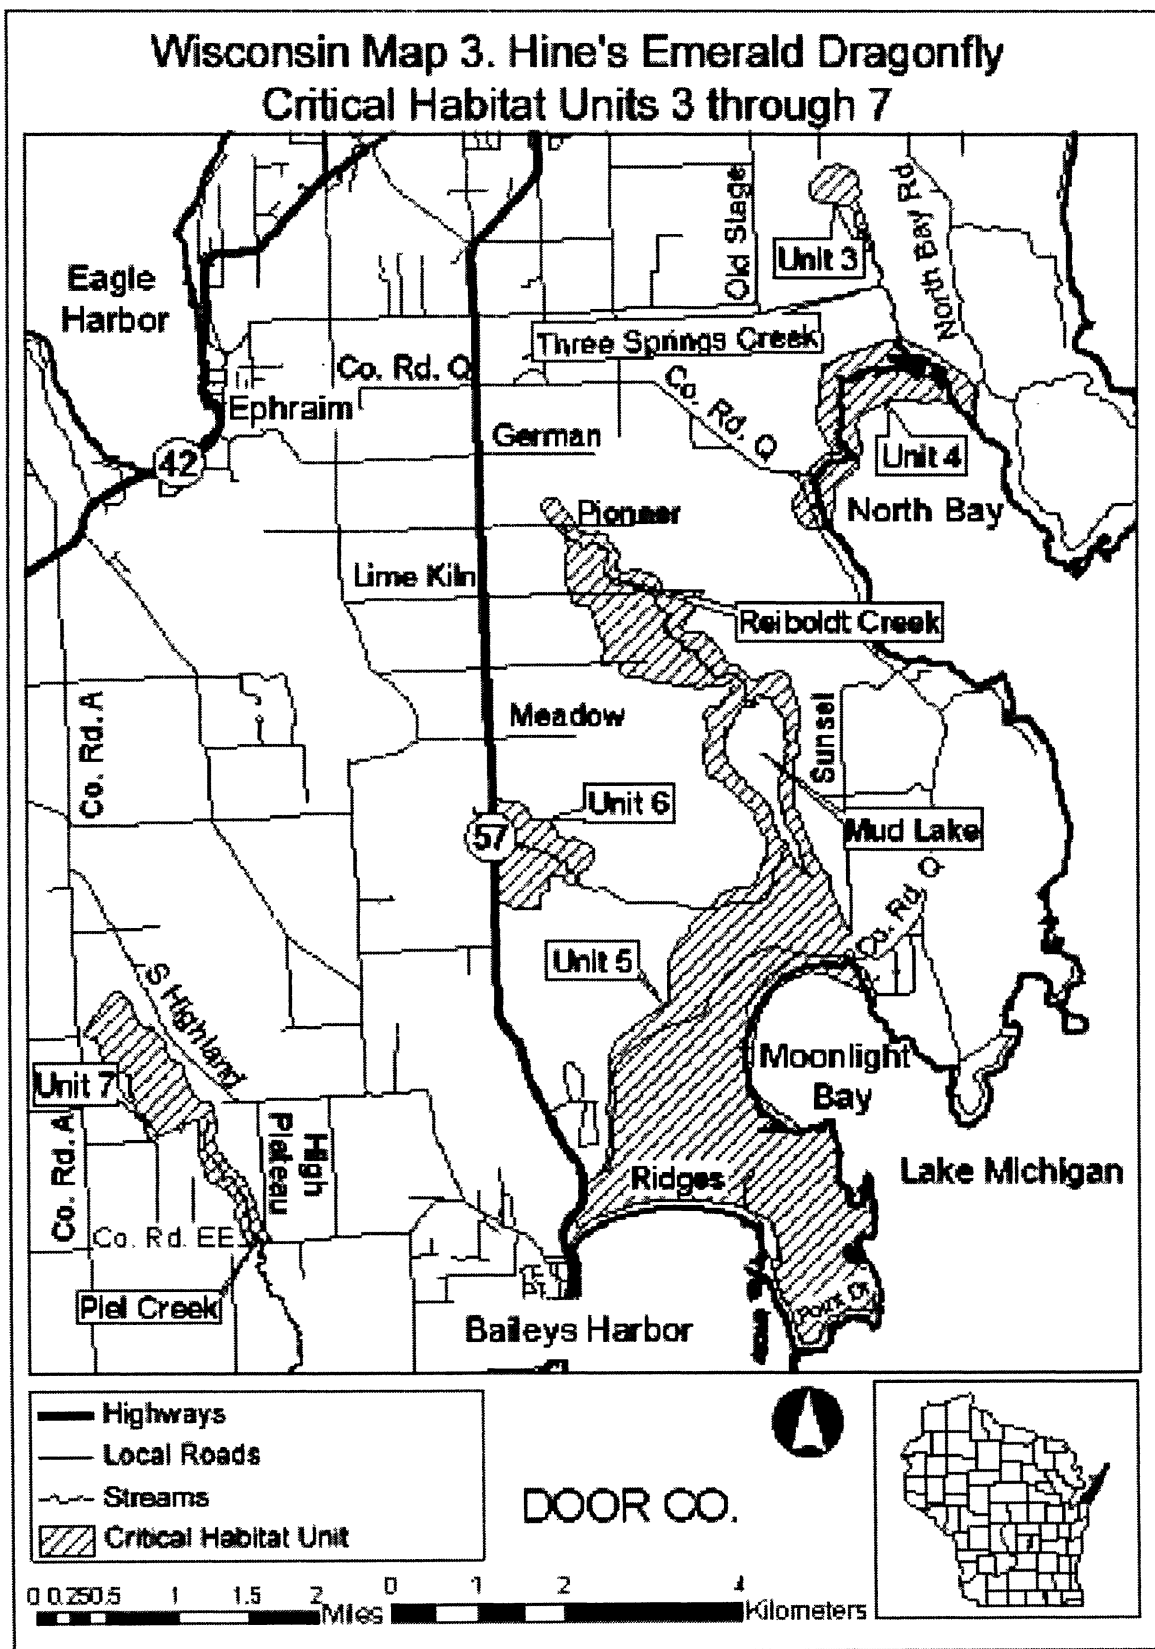 Wisconsin Map 3. Hine's Emerald Dragonfly
Critical Habitat Units 3 through 7
Old Stage
North Bay Rd
Unit 3
Eagle
Harbor
Three Springs Creek
Co. Rd. Q
Co. Rd. Q
Ephraim
German
Unit 4
42
North Bay
Pioneer
Lime Kiln
Reiboldt Creek
Meadow
Sunset
Co. Rd. A
Unit 6
57
Mud Lake
Co. Rd. Q
Unit 5
S Highland
Moonlight
Bay
Unit 7
Co. Rd. A
High
Plateau
Ridges
Lake Michigan
Co. Rd. EE
Piel Creek
Point Dr
Baileys Harbor
Highways
Local Roads
Streams
Critical Habitat Unit
DOOR CO.
0 0.250.5 1 1.5 2
Miles
0 1 2 4
Kilometers